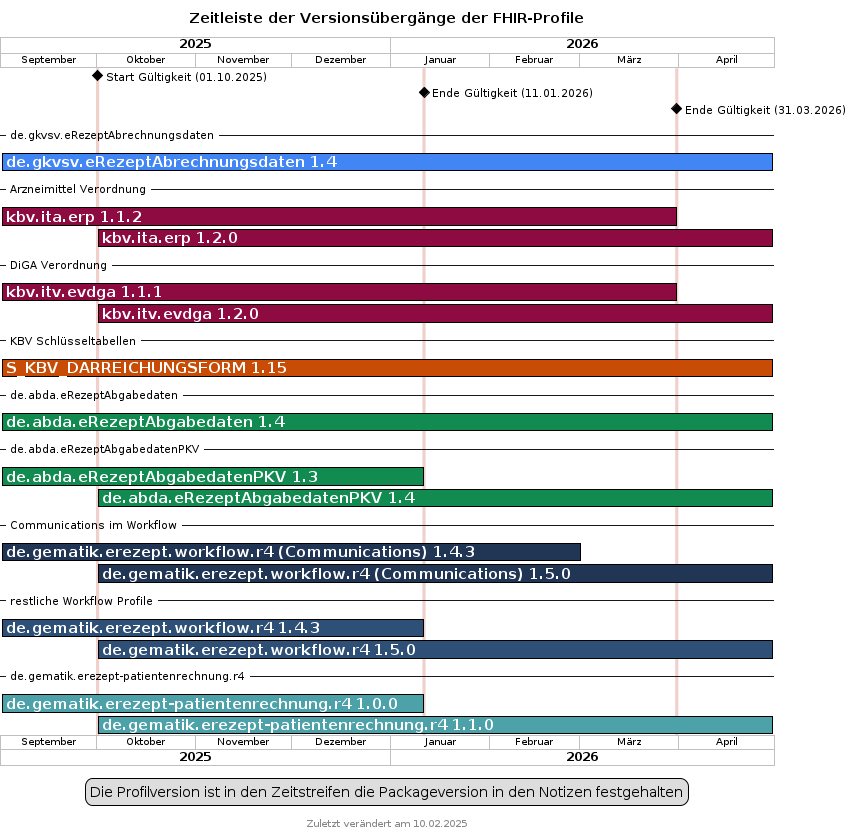 Zeitleiste der Versionsübergänge der FHIR-Profile
2025 2026
September Oktober November Dezember Januar Februar März April
Start Gültigkeit (01.10.2025)
Ende Gültigkeit (11.01.2026)
Ende Gültigkeit (31.03.2026)
de.gkvsv.eRezeptAbrechnungsdaten
de.gkvsv.eRezeptAbrechnungsdaten 1.4
Arzneimittel Verordnung
kbv.ita.erp 1.1.2
kbv.ita.erp 1.2.0
DiGA Verordnung
kbv.itv.evdga 1.1.1
kbv.itv.evdga 1.2.0
KBV Schlüsseltabellen
S_KBV_DARREICHUNGSFORM 1.15
de.abda.eRezeptAbgabedaten
de.abda.eRezeptAbgabedaten 1.4
de.abda.eRezeptAbgabedatenPKV
de.abda.eRezeptAbgabedatenPKV 1.3
de.abda.eRezeptAbgabedatenPKV 1.4
Communications im Workflow
de.gematik.erezept.workflow.r4 (Communications) 1.4.3
de.gematik.erezept.workflow.r4 (Communications) 1.5.0
restliche Workflow Profile
de.gematik.erezept.workflow.r4 1.4.3
de.gematik.erezept.workflow.r4 1.5.0
de.gematik.erezept-patientenrechnung.r4
de.gematik.erezept-patientenrechnung.r4 1.0.0
de.gematik.erezept-patientenrechnung.r4 1.1.0
September Oktober November Dezember Januar Februar März April
2025 2026
Die Profilversion ist in den Zeitstreifen die Packageversion in den Notizen festgehalten
Zuletzt verändert am 10.02.2025